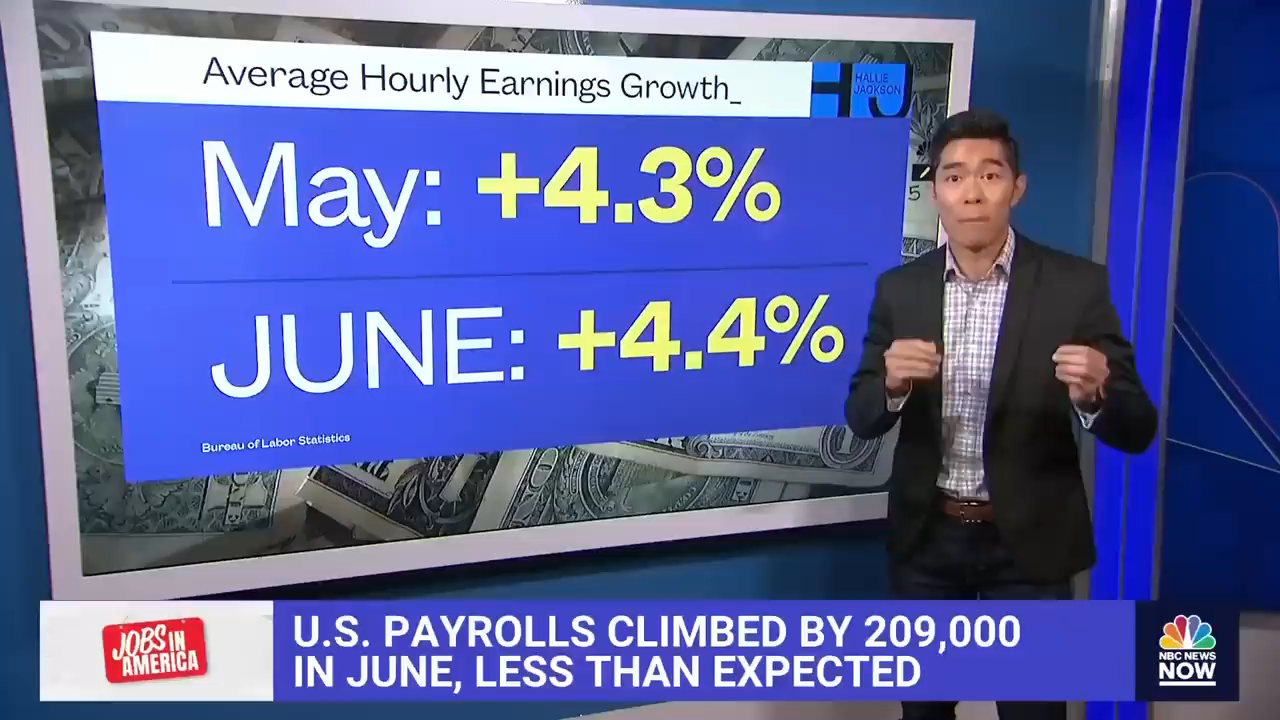 Average Hourly Earnings Growth_
HALLIE
JACKSON
May: +4.3%
JUNE: +4.4%
5
Bureau of Labor Statistics
JOBS IN
AMERICA
U.S. PAYROLLS CLIMBED BY 209,000
IN JUNE, LESS THAN EXPECTED
NBC NEWS
NOW